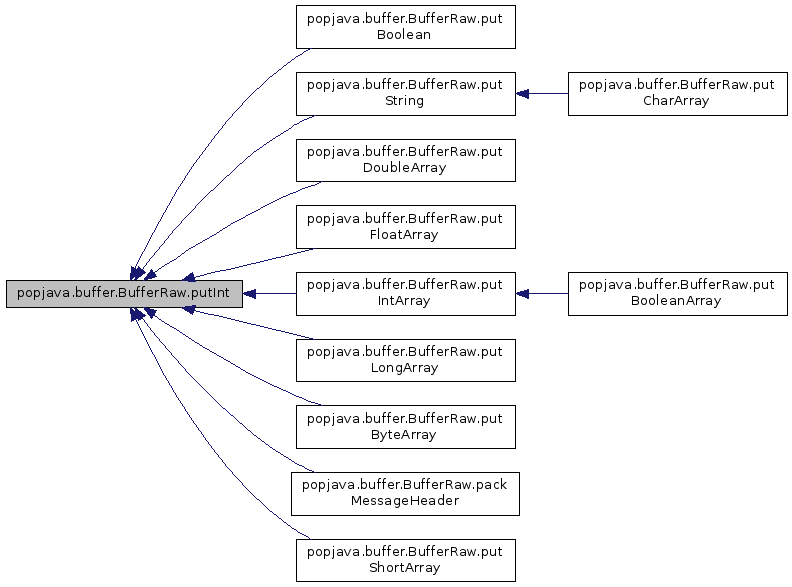 popjava.buffer.BufferRaw.put
Boolean
popjava.buffer.BufferRaw.put
String
popjava.buffer.BufferRaw.put
CharArray
popjava.buffer.BufferRaw.put
DoubleArray
popjava.buffer.BufferRaw.put
FloatArray
popjava.buffer.BufferRaw.putInt
popjava.buffer.BufferRaw.put
IntArray
popjava.buffer.BufferRaw.put
BooleanArray
popjava.buffer.BufferRaw.put
LongArray
popjava.buffer.BufferRaw.put
ByteArray
popjava.buffer.BufferRaw.pack
MessageHeader
popjava.buffer.BufferRaw.put
ShortArray